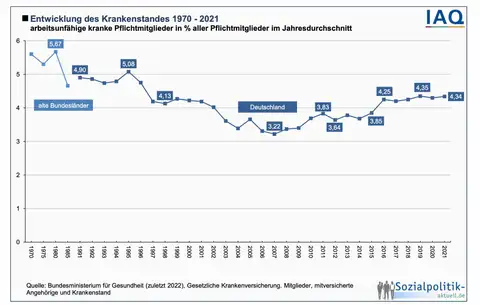 Entwicklung des Krankenstandes 1970 - 2021
arbeitsunfähige kranke Pflichtmitglieder in % aller Pflichtmitglieder im Jahresdurchschnitt
IAQ
6
5
4
3
2
1
0
5,67
4,90
5,08
4,13
3,22
3,83
3,64
3,85
4,25
4,35
4,34
alte Bundesländer
Deutschland
1970 1975 1980 1985 1991 1992 1993 1994 1995 1996 1997 1998 1999 2000 2001 2002 2003 2004 2005 2006 2007 2008 2009 2010 2011 2012 2013 2014 2015 2016 2017 2018 2019 2020 2021
Quelle: Bundesministerium für Gesundheit (zuletzt 2022), Gesetzliche Krankenversicherung. Mitglieder, mitversicherte
Angehörige und Krankenstand
Sozialpolitik-
aktuell.de